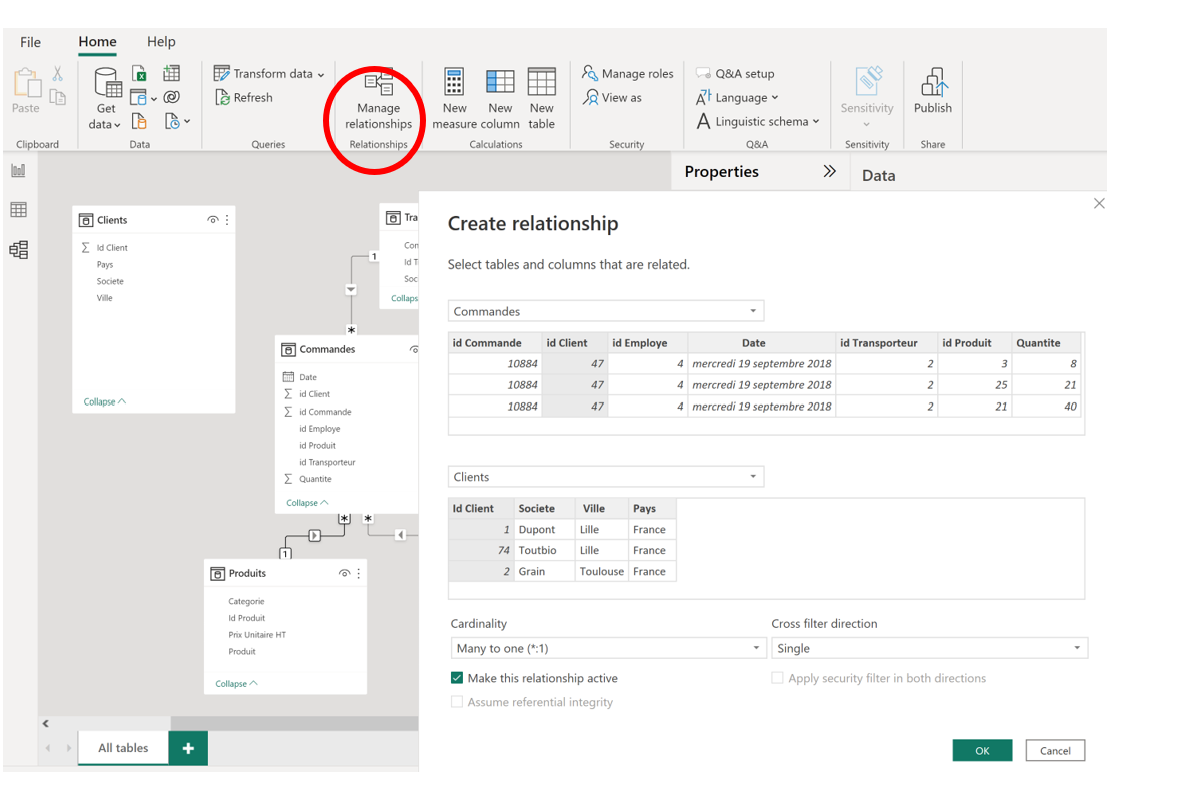 File Home Help
Paste
Get data
Transform data
Refresh
Manage relationships
New measure
New column
New table
Manage roles
View as
Q&A setup
Language
Linguistic schema
Sensitivity
Publish
Clipboard Data Queries Relationships Calculations Security Q&A Sensitivity Share
Properties
Data
Clients
Id Client
Pays
Societe
Ville
Collapse
1
*
Commandes
Date
id Client
id Commande
id Employe
id Produit
id Transporteur
Quantite
Collapse
* *
1
Produits
Categorie
Id Produit
Prix Unitaire HT
Produit
Collapse
All tables
+
Collaps
Create relationship
Select tables and columns that are related.
Commandes
id Commande id Client id Employe Date id Transporteur id Produit Quantite
10884 47 4 mercredi 19 septembre 2018 2 3 8
10884 47 4 mercredi 19 septembre 2018 2 25 21
10884 47 4 mercredi 19 septembre 2018 2 21 40
Clients
Id Client Societe Ville Pays
1 Dupont Lille France
74 Toutbio Lille France
2 Grain Toulouse France
Cardinality Cross filter direction
Many to one (*:1) Single
Make this relationship active Apply security filter in both directions
Assume referential integrity
OK Cancel